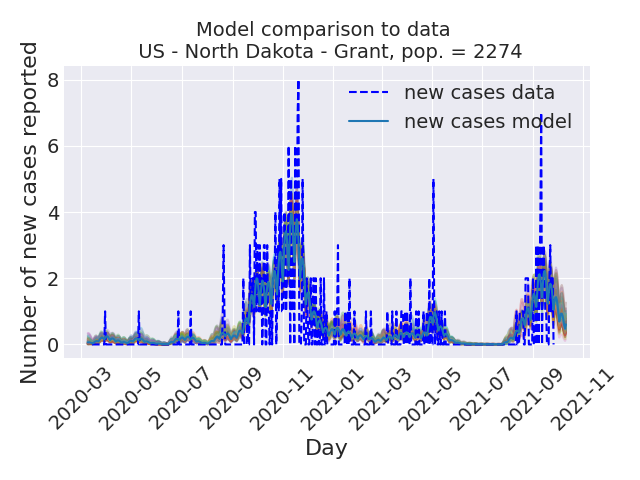 Model comparison to data
US - North Dakota - Grant, pop. = 2274
new cases data
new cases model
Number of new cases reported
8
6
4
2
0
2020-03
2020-05
2020-07
2020-09
2020-11
2021-01
2021-03
2021-05
2021-07
2021-09
2021-11
Day